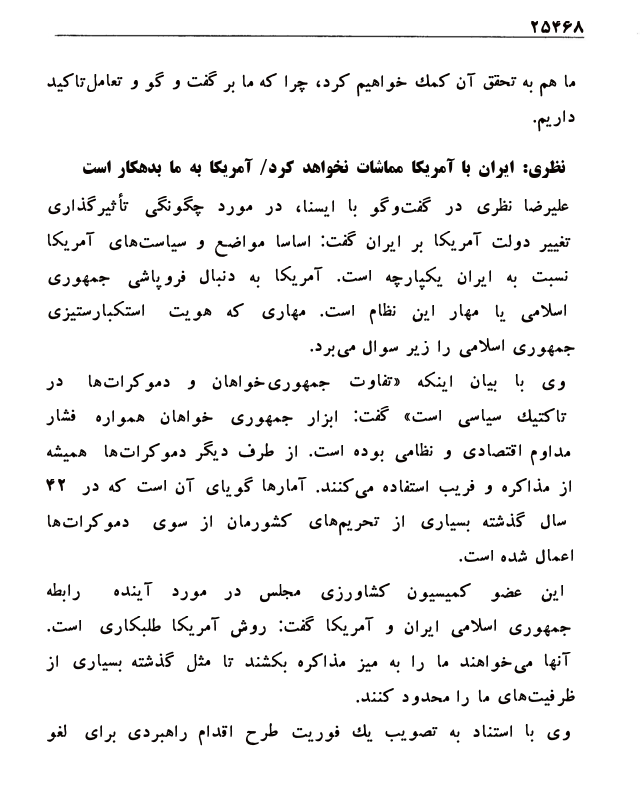 ۲۵۴۶۸
ما هم به تحقق آن كمك خواهیم كرد، چرا كه ما بر گفت و گو و تعامل تاکید
داریم.
نظری: ایران با آمریکا مماشات نخواهد کرد/ آمریکا به ما بدهکار است
علیرضا نظری در گفت‌وگو با ایسنا، در مورد چگونگی تأثیرگذاری
تغییر دولت آمریکا بر ایران گفت: اساسا مواضع و سیاست‌های آمریکا
نسبت به ایران یکپارچه است. آمریکا به دنبال فروپاشی جمهوری
اسلامی یا مهار این نظام است. مهاری که هویت استکبارستیزی
جمهوری اسلامی را زیر سوال می‌برد.
وی با بیان اینکه «تفاوت جمهوری‌خواهان و دموکرات‌ها در
تاکتیك سیاسی است» گفت: ابزار جمهوری خواهان همواره فشار
مداوم اقتصادی و نظامی بوده است. از طرف دیگر دموکرات‌ها همیشه
از مذاکره و فریب استفاده می‌کنند. آمارها گویای آن است که در ۴۲
سال گذشته بسیاری از تحریم‌های کشورمان از سوی دموکرات‌ها
اعمال شده است.
این عضو کمیسیون کشاورزی مجلس در مورد آینده رابطه
جمهوری اسلامی ایران و آمریکا گفت: روش آمریکا طلبکاری است.
آنها می‌خواهند ما را به میز مذاکره بکشند تا مثل گذشته بسیاری از
ظرفیت‌های ما را محدود کنند.
وی با استناد به تصویب یك فوریت طرح اقدام راهبردی برای لغو